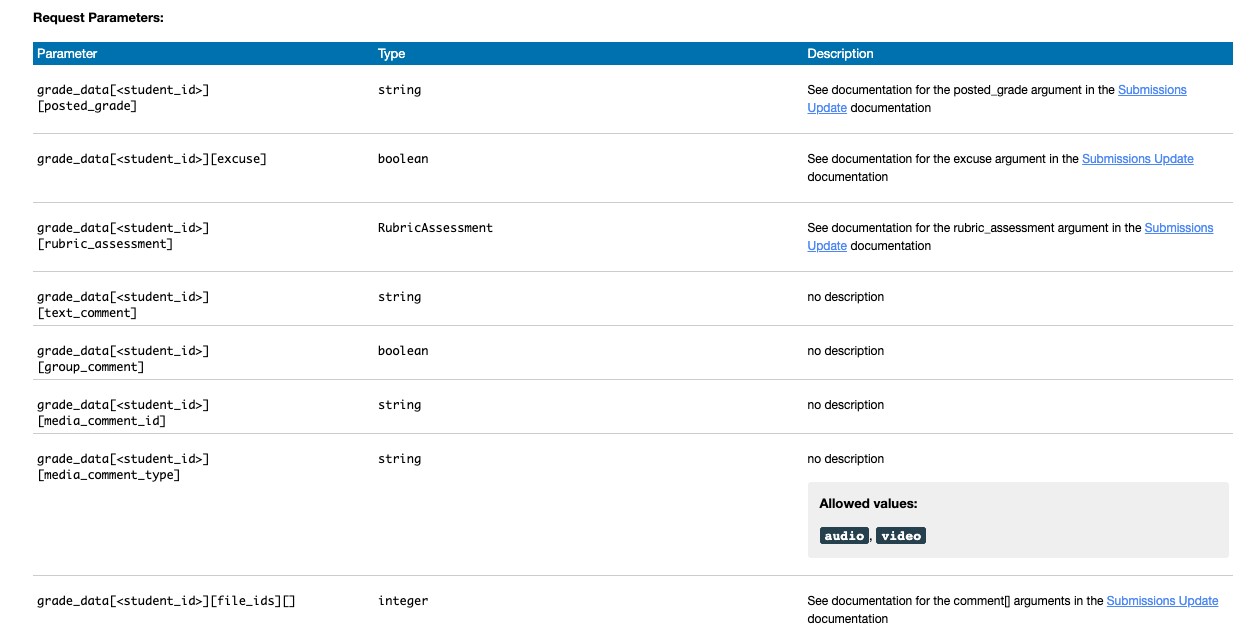 Request Parameters:
Parameter Type Description
grade_data[<student_id>] string See documentation for the posted_grade argument in the Submissions
[posted_grade] Update documentation
grade_data[<student_id>][excuse] boolean See documentation for the excuse argument in the Submissions Update
documentation
grade_data[<student_id>] RubricAssessment See documentation for the rubric_assessment argument in the Submissions
[rubric_assessment] Update documentation
grade_data[<student_id>] string no description
[text_comment]
grade_data[<student_id>] boolean no description
[group_comment]
grade_data[<student_id>] string no description
[media_comment_id]
grade_data[<student_id>] string no description
[media_comment_type]
Allowed values:
audio, video
grade_data[<student_id>][file_ids][] integer See documentation for the comment[] arguments in the Submissions Update
documentation